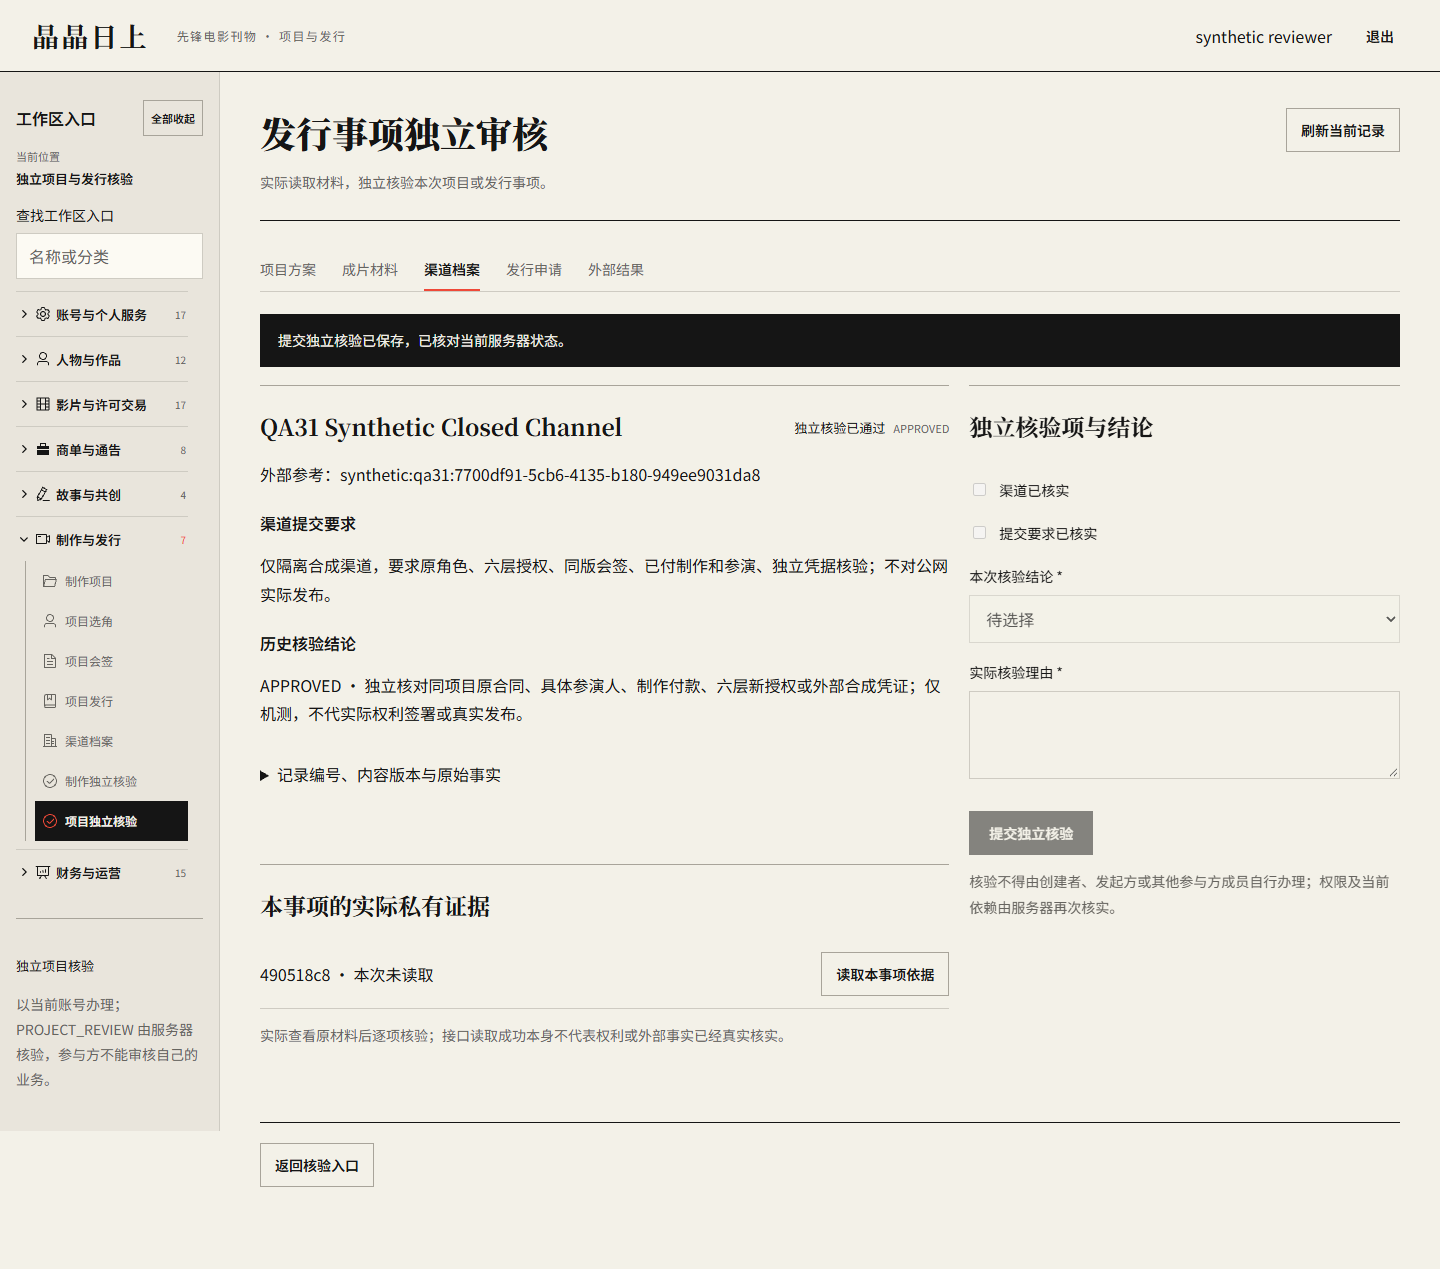 晶晶日上
先锋电影刊物 · 项目与发行
synthetic reviewer
退出
工作区入口
全部收起
当前位置
独立项目与发行核验
查找工作区入口
名称或分类
账号与个人服务 17
人物与作品 12
影片与许可交易 17
商单与通告 8
故事与共创 4
制作与发行 7
制作项目
项目选角
项目会签
项目发行
渠道档案
制作独立核验
项目独立核验
财务与运营 15
独立项目核验
以当前账号办理；
PROJECT_REVIEW 由服务器
核验，参与方不能审核自己的
业务。
发行事项独立审核
刷新当前记录
实际读取材料，独立核验本次项目或发行事项。
项目方案 成片材料 渠道档案 发行申请 外部结果
提交独立核验已保存，已核对当前服务器状态。
QA31 Synthetic Closed Channel
独立核验已通过 APPROVED
外部参考：synthetic:qa31:7700df91-5cb6-4135-b180-949ee9031da8
渠道提交要求
仅隔离合成渠道，要求原角色、六层授权、同版会签、已付制作和参演、独立凭据核验；不对公网
实际发布。
历史核验结论
APPROVED · 独立核对同项目原合同、具体参演人、制作付款、六层新授权或外部合成凭证；仅
机测，不代实际权利签署或真实发布。
记录编号、内容版本与原始事实
本事项的实际私有证据
490518c8 · 本次未读取
读取本事项依据
实际查看原材料后逐项核验；接口读取成功本身不代表权利或外部事实已经真实核实。
独立核验项与结论
渠道已核实
提交要求已核实
本次核验结论 *
待选择
实际核验理由 *
提交独立核验
核验不得由创建者、发起方或其他参与方成员自行办理；权限及当前
依赖由服务器再次核实。
返回核验入口